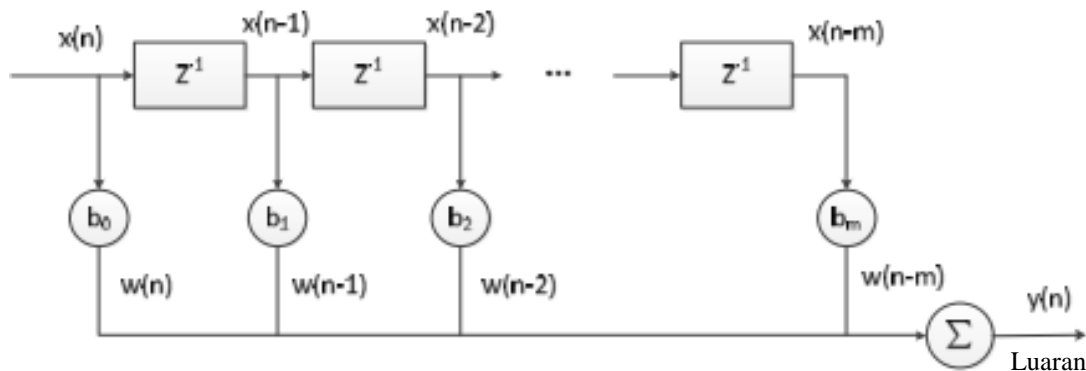 x(n) x(n-1) x(n-2) x(n-m)
Z⁻¹ Z⁻¹ ... Z⁻¹
b₀ b₁ b₂ bₘ
w(n) w(n-1) w(n-2) w(n-m)
y(n)
Σ
Luaran